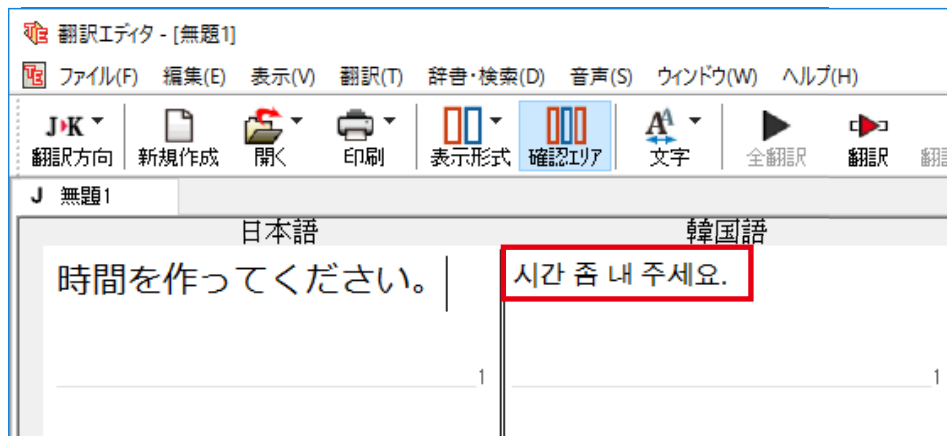 翻訳エディタ - [無題1]
ファイル(F) 編集(E) 表示(V) 翻訳(T) 辞書・検索(D) 音声(S) ウィンドウ(W) ヘルプ(H)
J▸K
翻訳方向 新規作成 開く 印刷 表示形式 確認エリア 文字 全翻訳 翻訳
J 無題1
日本語 韓国語
時間を作ってください。 시간 좀 내 주세요.
1 1